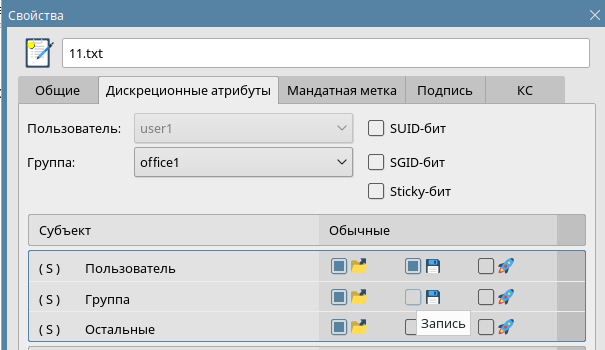 Свойства
11.txt
Общие Дискреционные атрибуты Мандатная метка Подпись КС
Пользователь: user1 SUID-бит
Группа: office1 SGID-бит
Sticky-бит
Субъект Обычные
( S ) Пользователь
( S ) Группа
( S ) Остальные
Запись